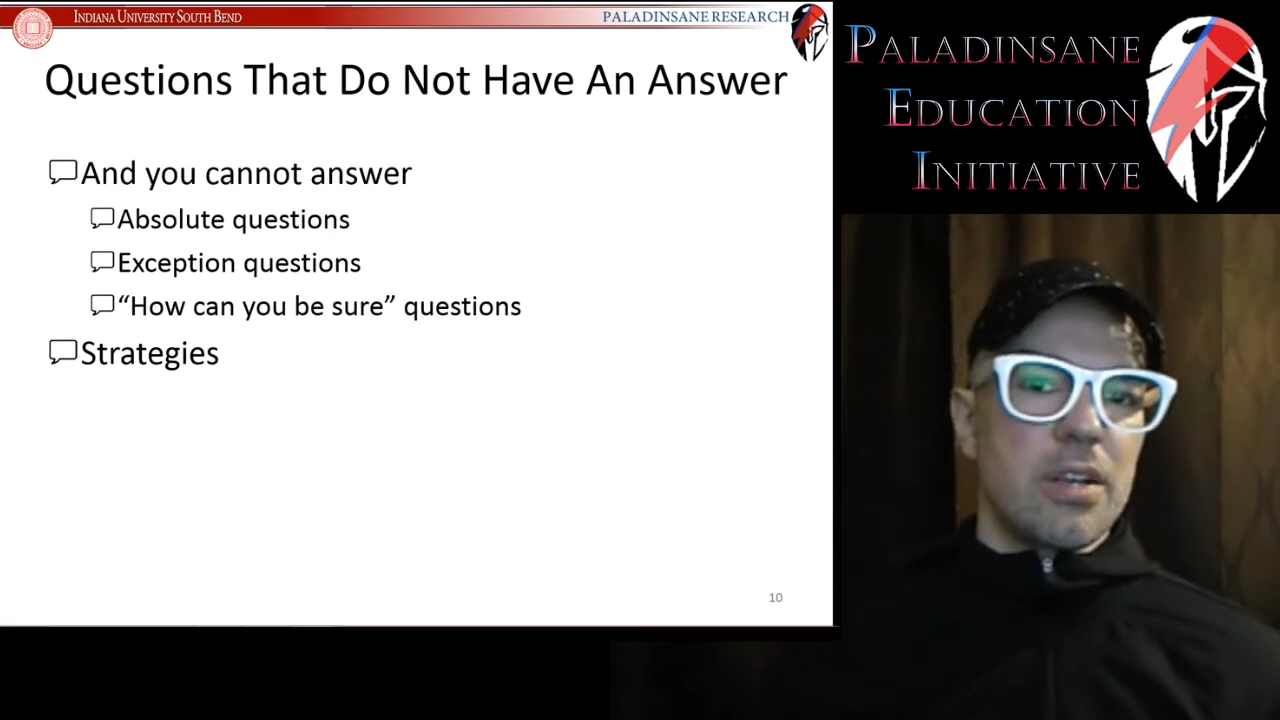 INDIANA UNIVERSITY SOUTH BEND
PALADINSANE RESEARCH
Questions That Do Not Have An Answer
And you cannot answer
Absolute questions
Exception questions
“How can you be sure” questions
Strategies
10
PALADINSANE
EDUCATION
INITIATIVE